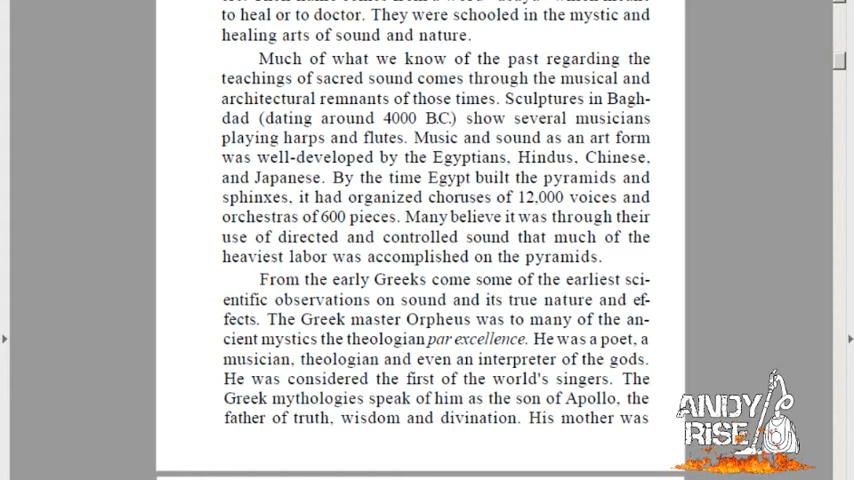 to heal or to doctor. They were schooled in the mystic and
healing arts of sound and nature.
Much of what we know of the past regarding the
teachings of sacred sound comes through the musical and
architectural remnants of those times. Sculptures in Bagh-
dad (dating around 4000 B.C.) show several musicians
playing harps and flutes. Music and sound as an art form
was well-developed by the Egyptians, Hindus, Chinese,
and Japanese. By the time Egypt built the pyramids and
sphinxes, it had organized choruses of 12,000 voices and
orchestras of 600 pieces. Many believe it was through their
use of directed and controlled sound that much of the
heaviest labor was accomplished on the pyramids.
From the early Greeks come some of the earliest sci-
entific observations on sound and its true nature and ef-
fects. The Greek master Orpheus was to many of the an-
cient mystics the theologian par excellence. He was a poet, a
musician, theologian and even an interpreter of the gods.
He was considered the first of the world's singers. The
Greek mythologies speak of him as the son of Apollo, the
father of truth, wisdom and divination. His mother was
ANDY
RISE